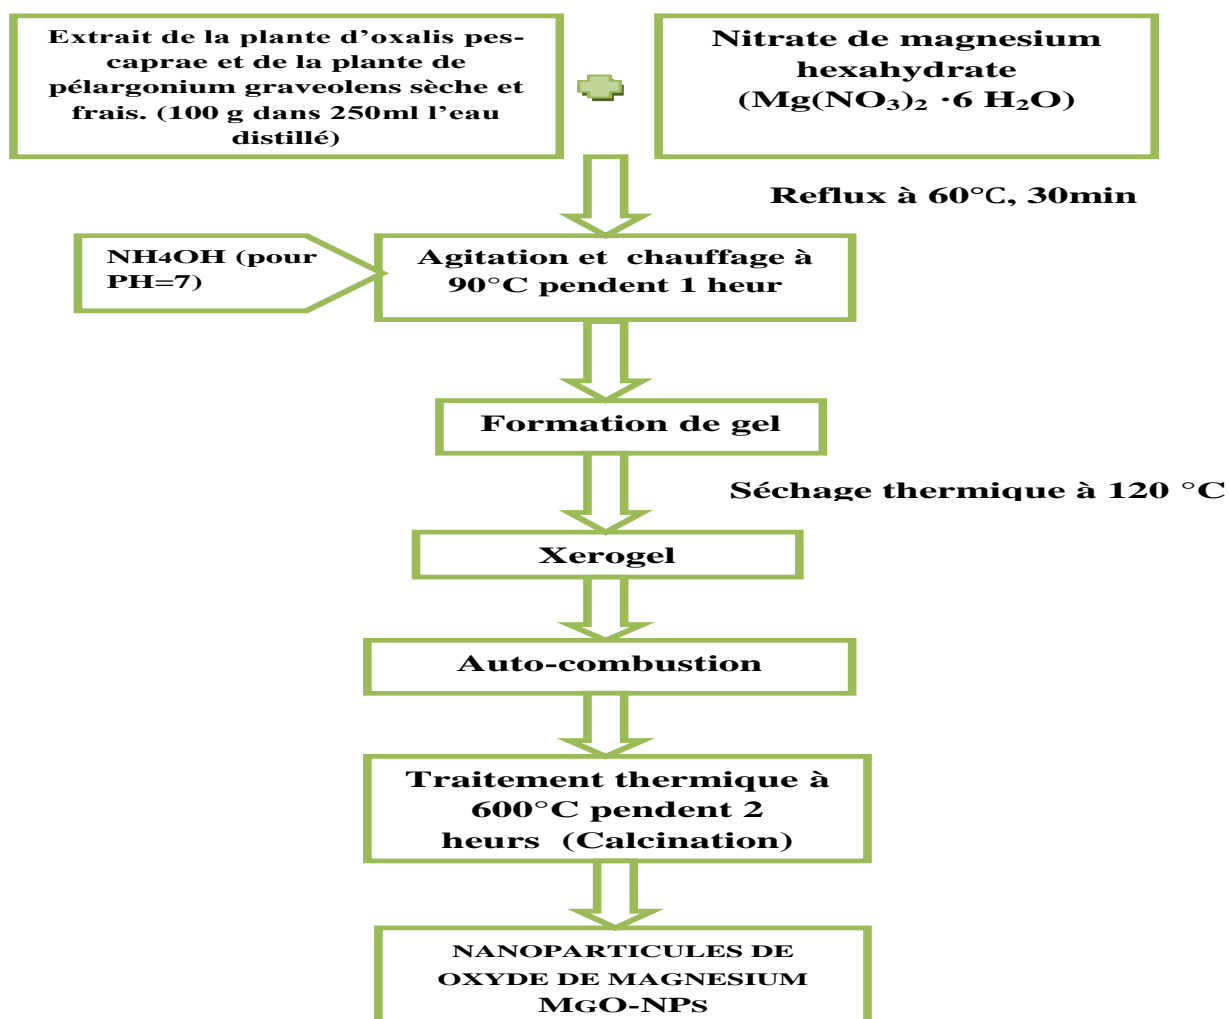 Extrait de la plante d'oxalis pes-
caprae et de la plante de
pélargonium graveolens sèche et
frais. (100 g dans 250ml l'eau
distillé)
Nitrate de magnesium
hexahydrate
(Mg(NO₃)₂ ·6 H₂O)
Reflux à 60°C, 30min
NH4OH (pour
PH=7)
Agitation et chauffage à
90°C pendent 1 heur
Formation de gel
Séchage thermique à 120 °C
Xerogel
Auto-combustion
Traitement thermique à
600°C pendent 2
heurs (Calcination)
NANOPARTICULES DE
OXYDE DE MAGNESIUM
MGO-NPS